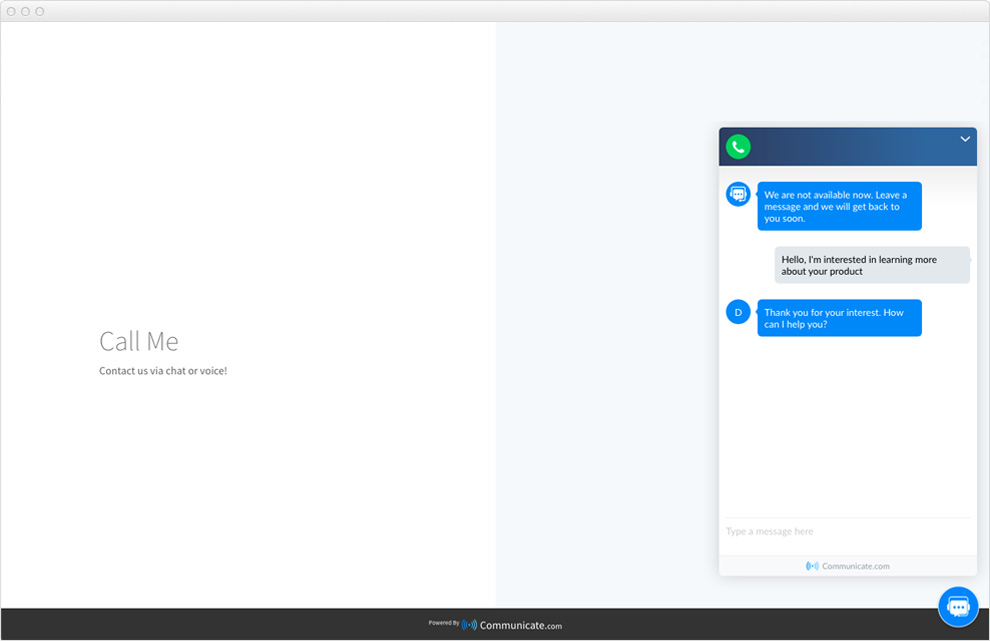 Call Me
Contact us via chat or voice!
We are not available now. Leave a
message and we will get back to
you soon.
Hello, I'm interested in learning more
about your product
D
Thank you for your interest. How
can I help you?
Type a message here
Communicate.com
Powered By Communicate.com